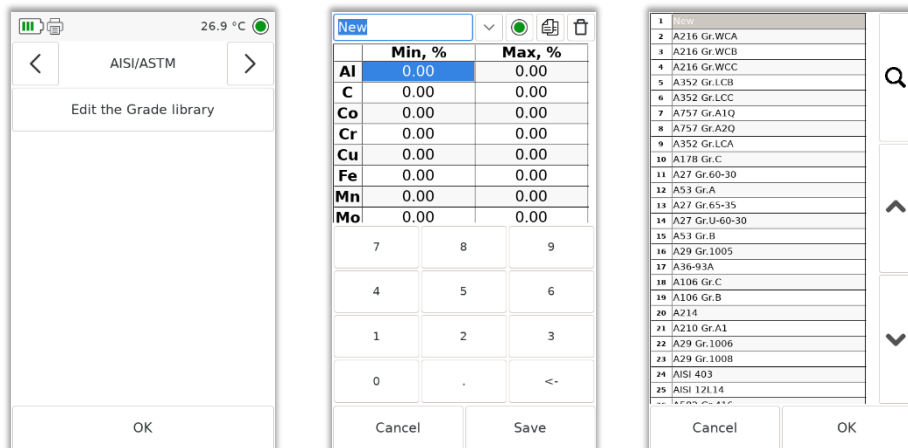 26.9 °C
AISI/ASTM
Edit the Grade library
OK
New
Min, % Max, %
Al 0.00 0.00
C 0.00 0.00
Co 0.00 0.00
Cr 0.00 0.00
Cu 0.00 0.00
Fe 0.00 0.00
Mn 0.00 0.00
Mo 0.00 0.00
7 8 9
4 5 6
1 2 3
0 . <-
Cancel Save
1 New
2 A216 Gr.WCA
3 A216 Gr.WCB
4 A216 Gr.WCC
5 A352 Gr.LCB
6 A352 Gr.LCC
7 A757 Gr.A1Q
8 A757 Gr.A2Q
9 A352 Gr.LCA
10 A178 Gr.C
11 A27 Gr.60-30
12 A53 Gr.A
13 A27 Gr.65-35
14 A27 Gr.U-60-30
15 A53 Gr.B
16 A29 Gr.1005
17 A36-93A
18 A106 Gr.C
19 A106 Gr.B
20 A214
21 A210 Gr.A1
22 A29 Gr.1006
23 A29 Gr.1008
24 AISI 403
25 AISI 12L14
Cancel OK